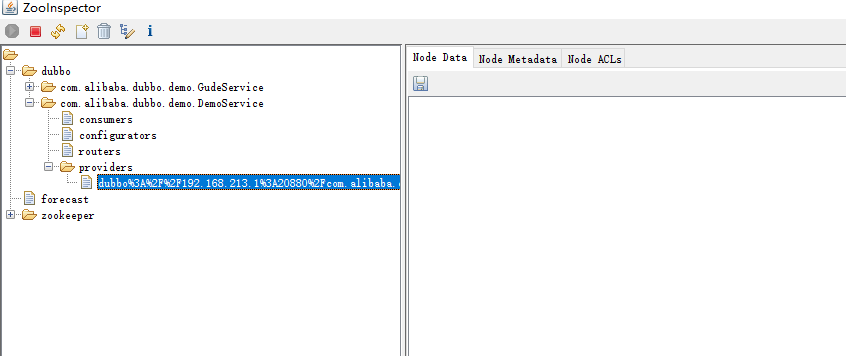 ZooInspector
dubbo
com.alibaba.dubbo.demo.GudeService
com.alibaba.dubbo.demo.DemoService
consumers
configurators
routers
providers
dubbo%3A%2F%2F192.168.213.1%3A20880%2Fcom.alibaba.
forecast
zookeeper
Node Data Node Metadata Node ACLs